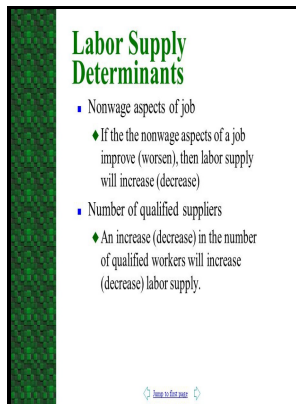 Labor Supply
Determinants
Nonwage aspects of job
If the the nonwage aspects of a job
improve (worsen), then labor supply
will increase (decrease)
Number of qualified suppliers
An increase (decrease) in the number
of qualified workers will increase
(decrease) labor supply.
Jump to first page